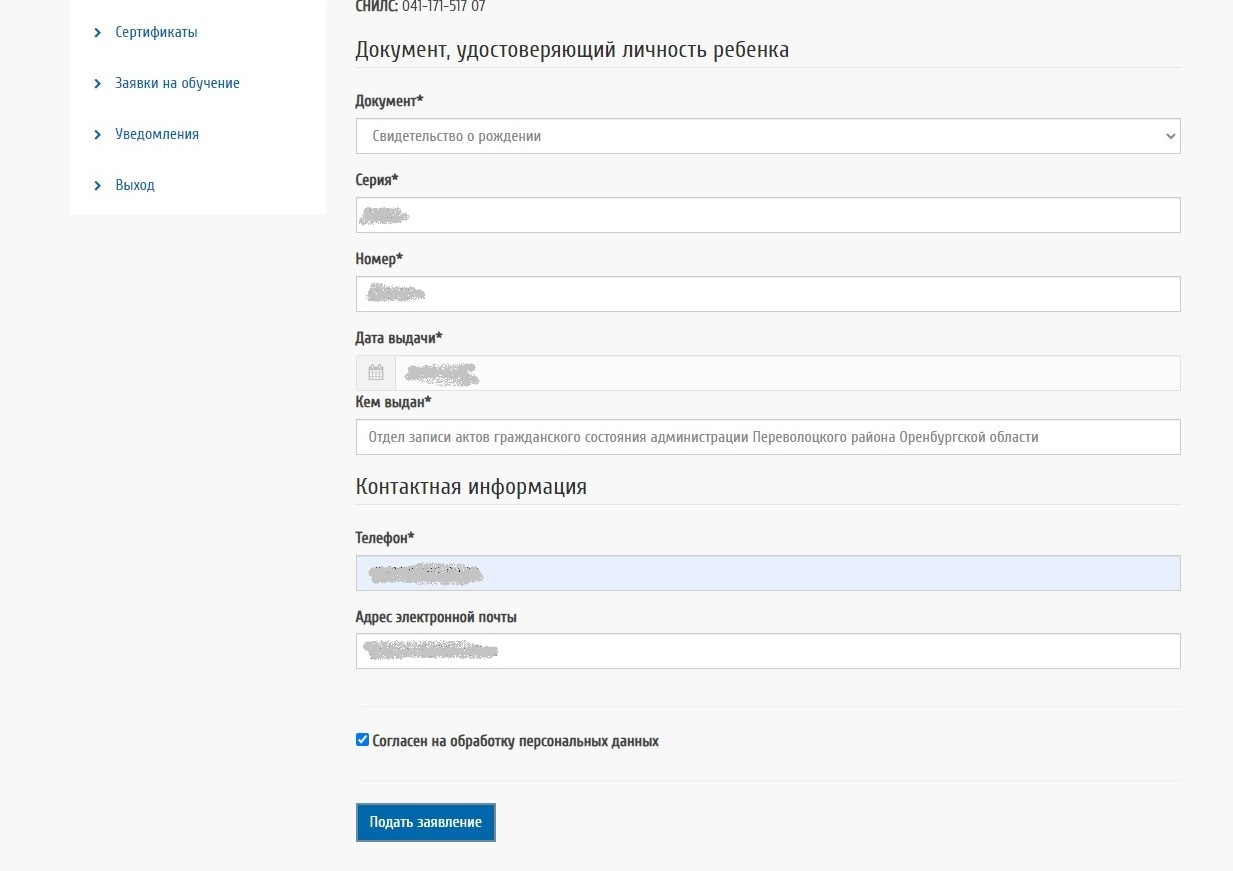 СНИЛС: 041-171-517 07
Сертификаты
Заявки на обучение
Уведомления
Выход
Документ, удостоверяющий личность ребенка
Документ*
Свидетельство о рождении
Серия*
Номер*
Дата выдачи*
Кем выдан*
Отдел записи актов гражданского состояния администрации Переволоцкого района Оренбургской области
Контактная информация
Телефон*
Адрес электронной почты
Согласен на обработку персональных данных
Подать заявление